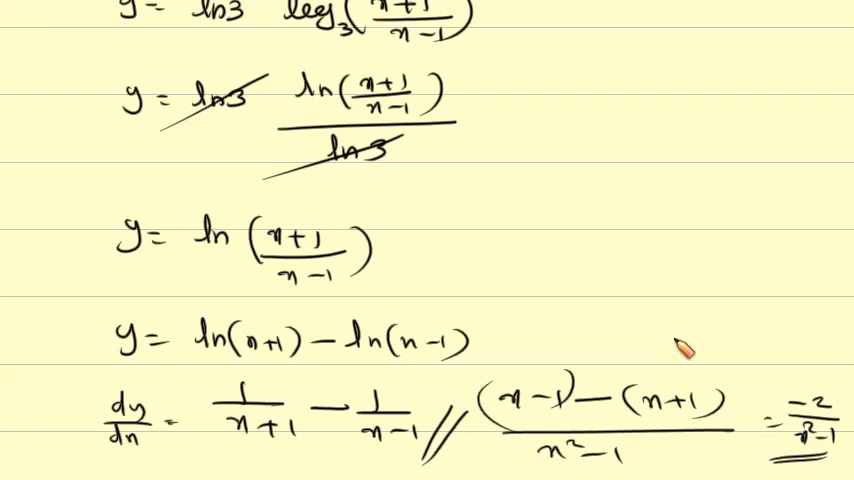 y = ln3 log₃((x+1)/(x-1))
y = ln3 ln((x+1)/(x-1)) / ln3
y = ln((x+1)/(x-1))
y = ln(x+1) - ln(x-1)
dy/dx = 1/(x+1) - 1/(x-1) // ((x-1) - (x+1))/(x²-1) = -2/(x²-1)